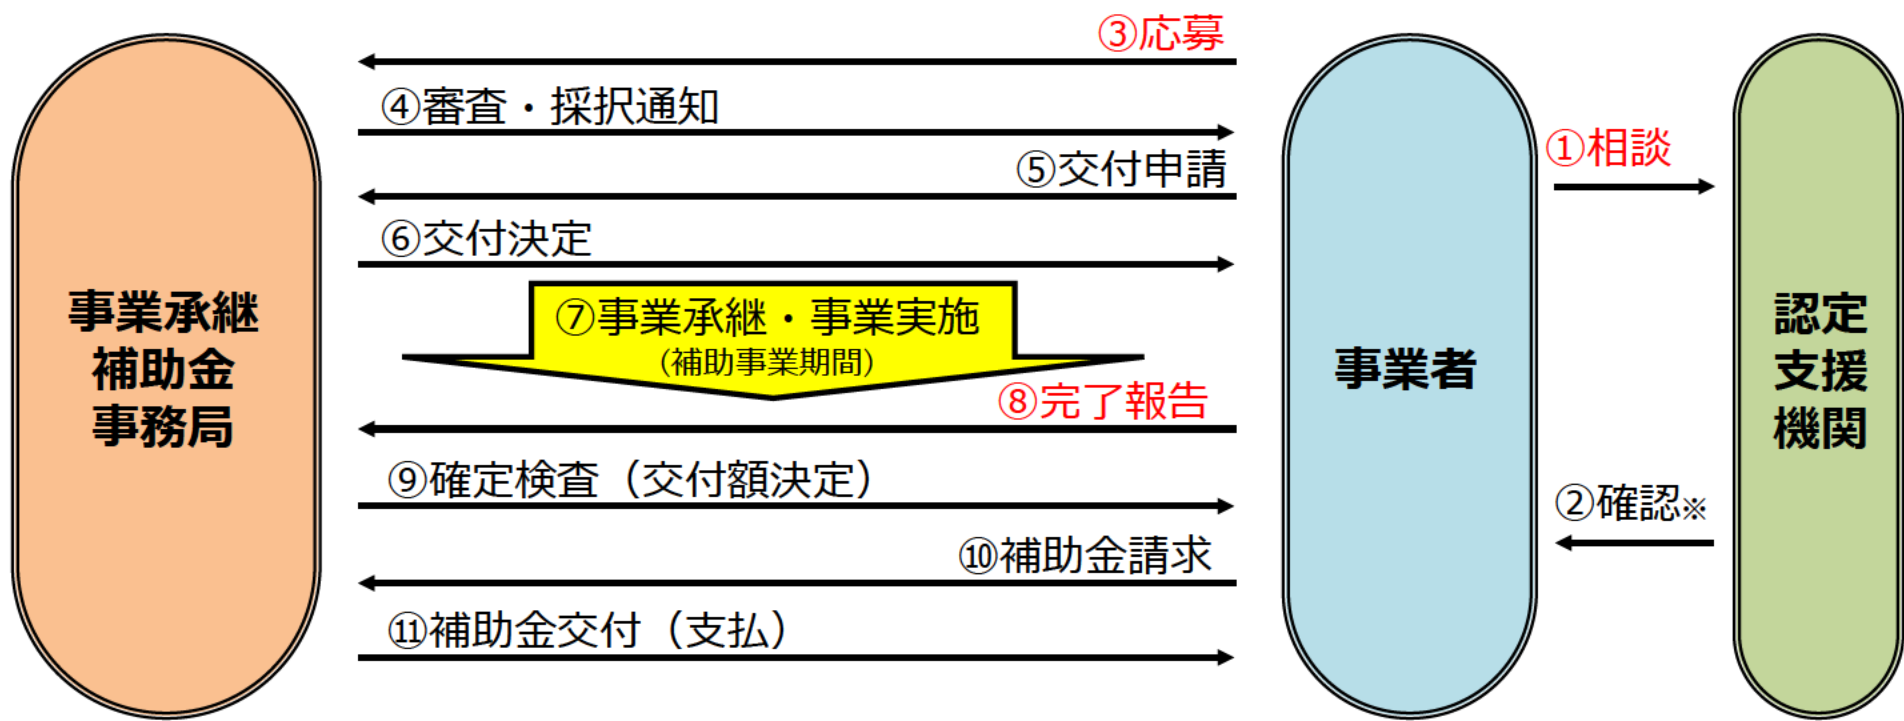 ③応募
④審査・採択通知
①相談
⑤交付申請
⑥交付決定
⑦事業承継・事業実施
(補助事業期間)
事業承継
補助金
事務局
事業者
認定
支援
機関
⑧完了報告
⑨確定検査（交付額決定）
②確認※
⑩補助金請求
⑪補助金交付（支払）